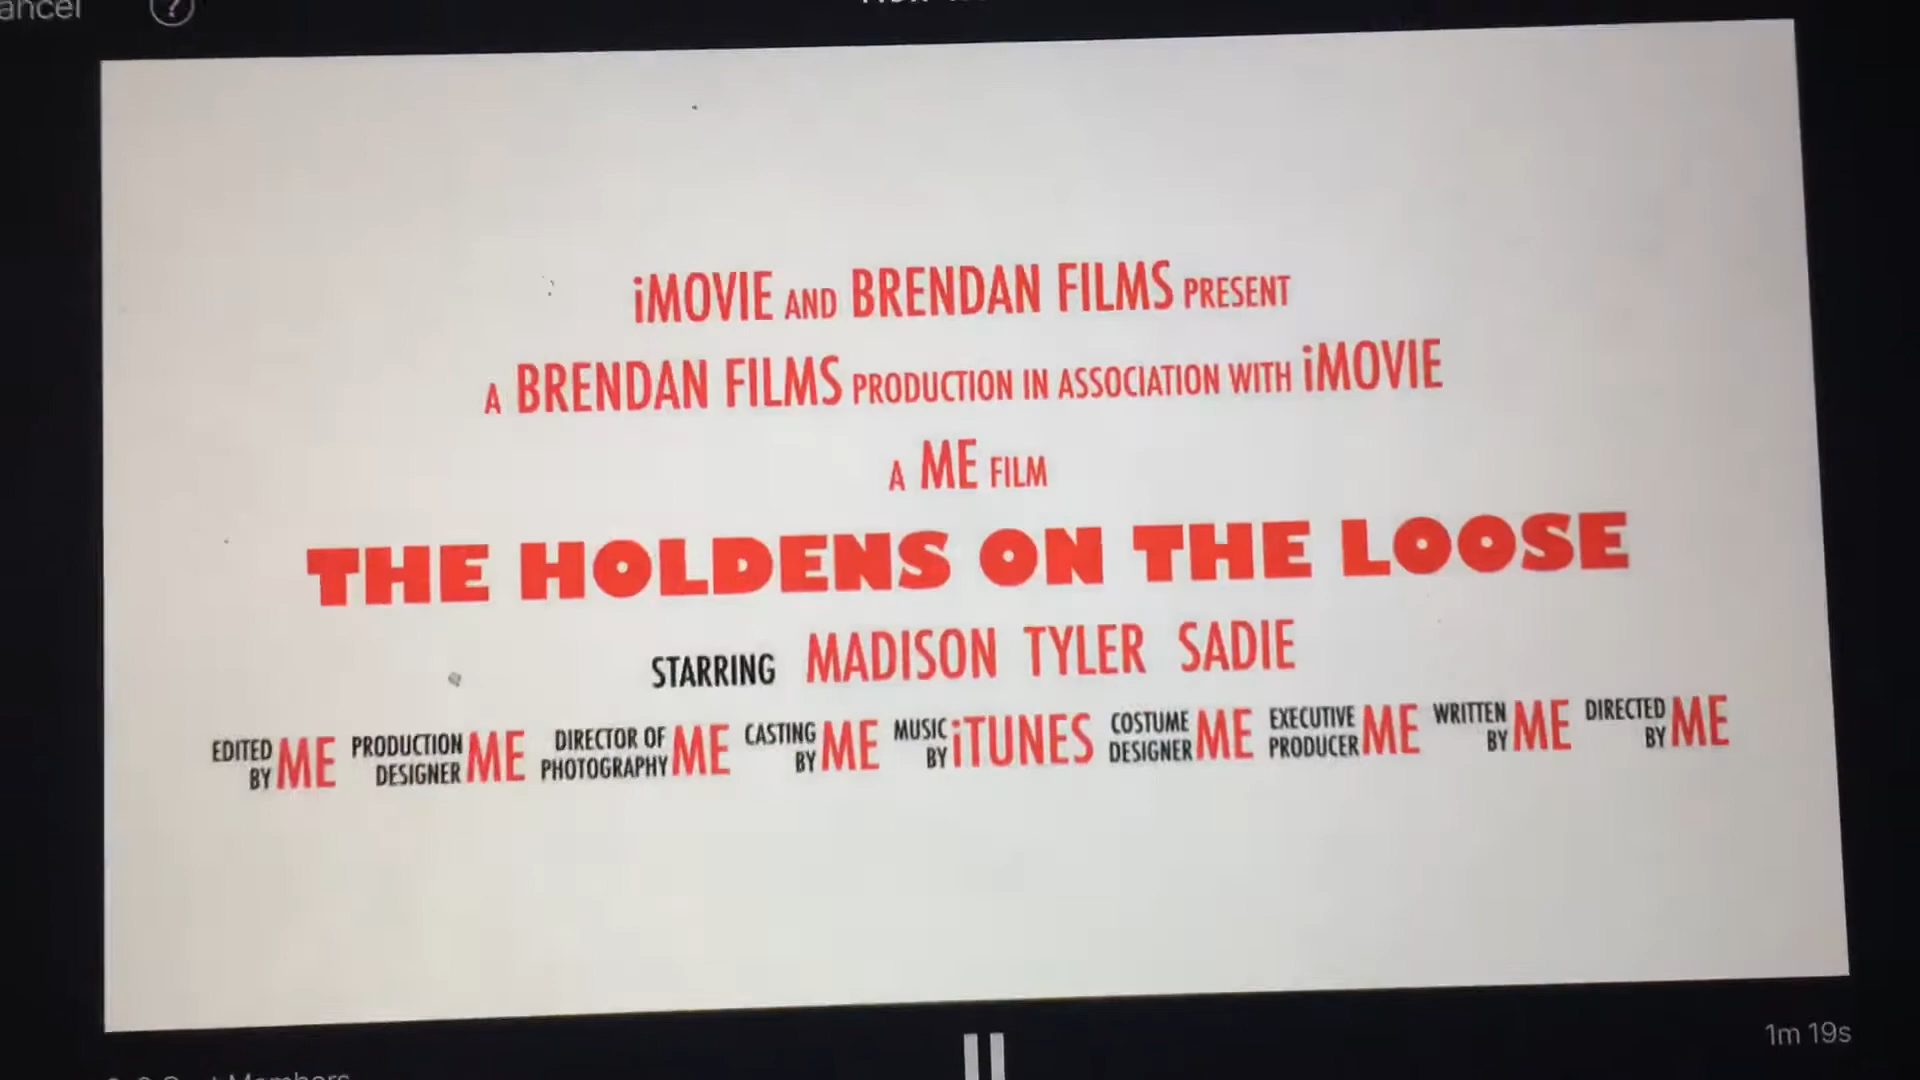 ?
iMOVIE AND BRENDAN FILMS PRESENT
A BRENDAN FILMS PRODUCTION IN ASSOCIATION WITH iMOVIE
A ME FILM
THE HOLDENS ON THE LOOSE
STARRING MADISON TYLER SADIE
EDITED BY ME PRODUCTION DESIGNER ME DIRECTOR OF PHOTOGRAPHY ME CASTING BY ME MUSIC BY iTUNES COSTUME DESIGNER ME EXECUTIVE PRODUCER ME WRITTEN BY ME DIRECTED BY ME
1m 19s